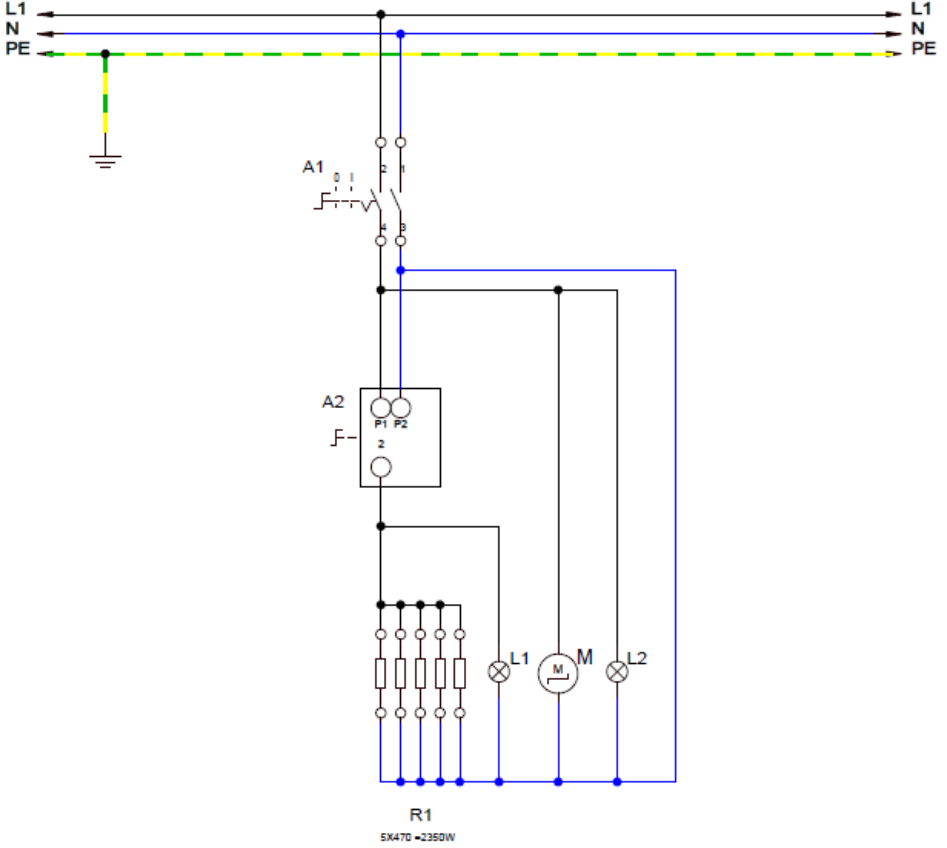 L1 L1
N N
PE PE
A1 0 I 2 1
4 3
A2
P1 P2
2
L1 M M L2
R1
5X470 =2350W